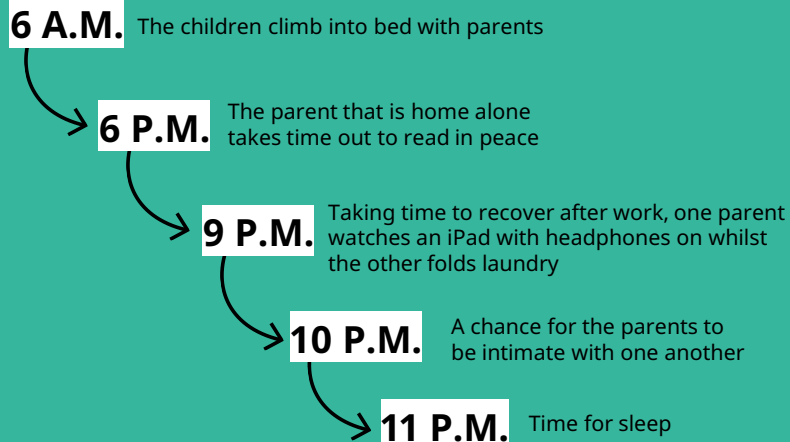 6 A.M. The children climb into bed with parents
6 P.M. The parent that is home alone
takes time out to read in peace
9 P.M. Taking time to recover after work, one parent
watches an iPad with headphones on whilst
the other folds laundry
10 P.M. A chance for the parents to
be intimate with one another
11 P.M. Time for sleep